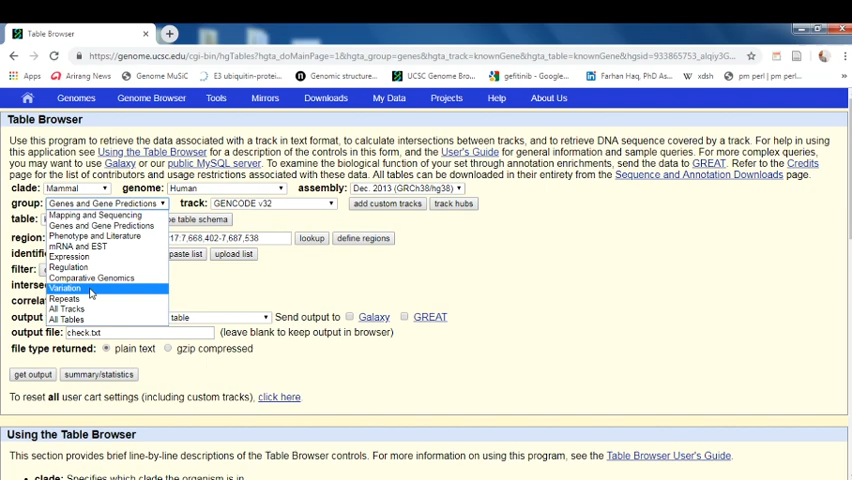 Table Browser
https://genome.ucsc.edu/cgi-bin/hgTables?hgta_doMainPage=1&hgta_group=genes&hgta_track=knownGene&hgta_table=knownGene&hgsid=933865753_alqiy3G...
Apps Arirang News Genome MuSiC E3 ubiquitin-protei... Genomic structure... UCSC Genome Bro... gefitinib - Google... Farhan Haq, PhD As... xdsh pm perl | pm perl...
Genomes Genome Browser Tools Mirrors Downloads My Data Projects Help About Us
Table Browser
Use this program to retrieve the data associated with a track in text format, to calculate intersections between tracks, and to retrieve DNA sequence covered by a track. For help in using
this application see Using the Table Browser for a description of the controls in this form, and the User's Guide for general information and sample queries. For more complex queries,
you may want to use Galaxy or our public MySQL server. To examine the biological function of your set through annotation enrichments, send the data to GREAT. Refer to the Credits
page for the list of contributors and usage restrictions associated with these data. All tables can be downloaded in their entirety from the Sequence and Annotation Downloads page.
clade: Mammal genome: Human assembly: Dec. 2013 (GRCh38/hg38)
group: Genes and Gene Predictions track: GENCODE v32 add custom tracks track hubs
Mapping and Sequencing
table: be table schema
Genes and Gene Predictions
Phenotype and Literature
region: 17:7,668,402-7,687,538 lookup define regions
mRNA and EST
identifi paste list upload list
Expression
Regulation
filter:
Comparative Genomics
interse
Variation
Repeats
correla
All Tracks
output table Send output to Galaxy GREAT
All Tables
output file: check.txt (leave blank to keep output in browser)
file type returned: plain text gzip compressed
get output summary/statistics
To reset all user cart settings (including custom tracks), click here.
Using the Table Browser
This section provides brief line-by-line descriptions of the Table Browser controls. For more information on using this program, see the Table Browser User's Guide.
clade: Specifies which clade the organism is in.